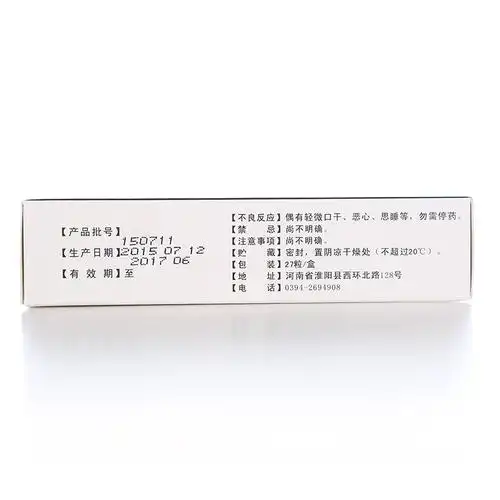 【产品批号】
150711
【生产日期】2015 07 12
2017 06
【有 效 期】至
【不良反应】偶有轻微口干、恶心、思睡等，勿需停药。
【禁　　忌】尚不明确。
【注意事项】尚不明确。
【贮　　藏】密封，置阴凉干燥处（不超过20℃）。
【包　　装】27粒/盒
【地　　址】河南省淮阳县西环北路128号
【电　　话】0394-2694908